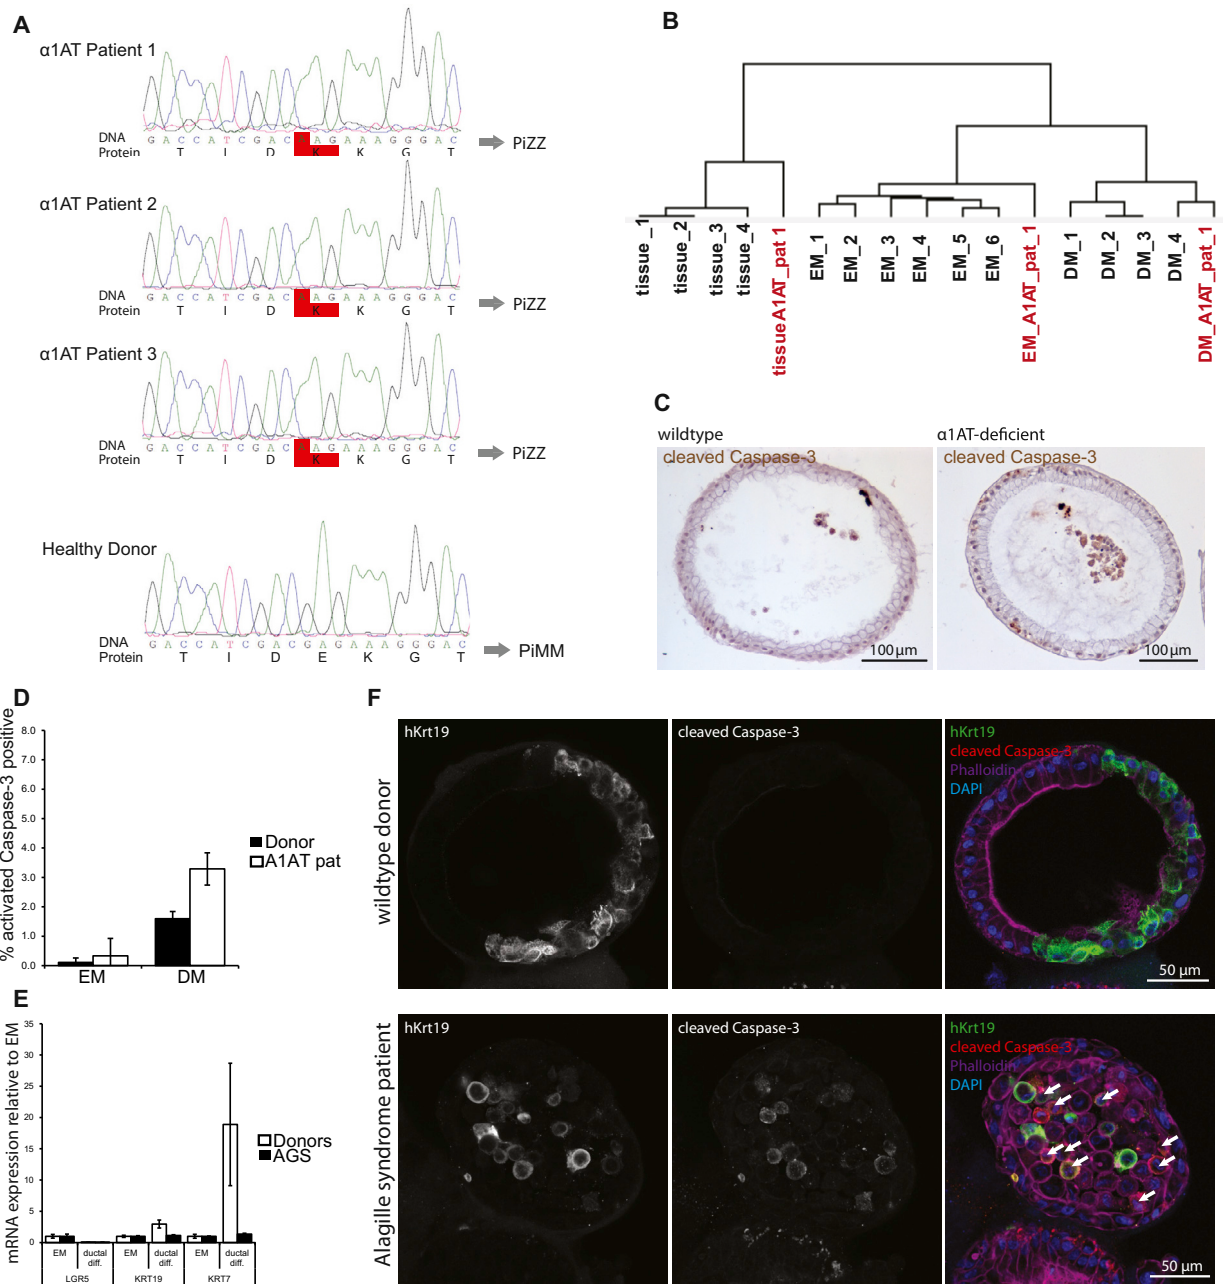 A
α1AT Patient 1
DNA G A C C A T C G A C A A G A A A G G G A C
Protein T I D K K G T
PiZZ
α1AT Patient 2
DNA G A C C A T C G A C A A G A A A G G G A C
Protein T I D K K G T
PiZZ
α1AT Patient 3
DNA G A C C A T C G A C A A G A A A G G G A C
Protein T I D K K G T
PiZZ
Healthy Donor
DNA G A C C A T C G A C G A G A A A G G G A C
Protein T I D E K G T
PiMM
B
tissue_1
tissue_2
tissue_3
tissue_4
tissueA1AT_pat 1
EM_1
EM_2
EM_3
EM_4
EM_5
EM_6
EM_A1AT_pat_1
DM_1
DM_2
DM_3
DM_4
DM_A1AT_pat_1
C
wildtype
cleaved Caspase-3
100µm
α1AT-deficient
cleaved Caspase-3
100µm
D
% activated Caspase-3 positive
8.0
7.0
6.0
5.0
4.0
3.0
2.0
1.0
0.0
EM DM
Donor
A1AT pat
E
mRNA expression relative to EM
35
30
25
20
15
10
5
0
Donors
AGS
EM ductal diff. EM ductal diff. EM ductal diff.
LGR5 KRT19 KRT7
F
wildtype donor
hKrt19
cleaved Caspase-3
hKrt19
cleaved Caspase-3
Phalloidin
DAPI
50 µm
Alagille syndrome patient
hKrt19
cleaved Caspase-3
hKrt19
cleaved Caspase-3
Phalloidin
DAPI
50 µm